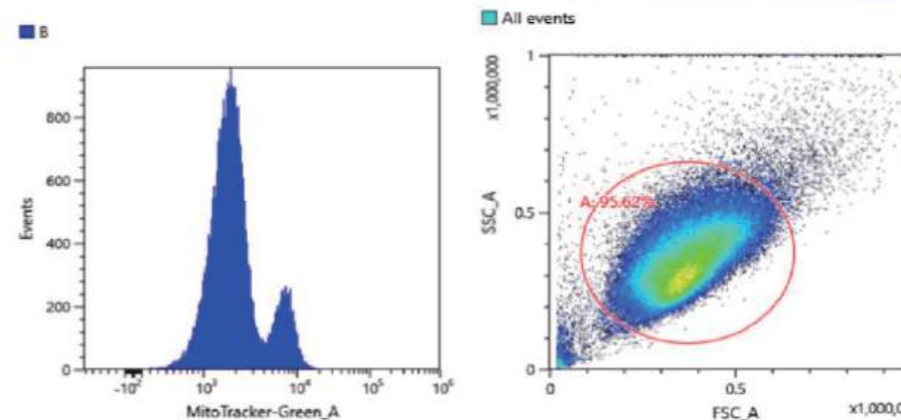 B
800
600
400
200
0
Events
-10²
10³
10⁴
10⁵
10⁶
MitoTracker-Green_A
All events
x1,000,000
1
SSC_A
0.5
A: 95.62%
0
0
0.5
FSC_A